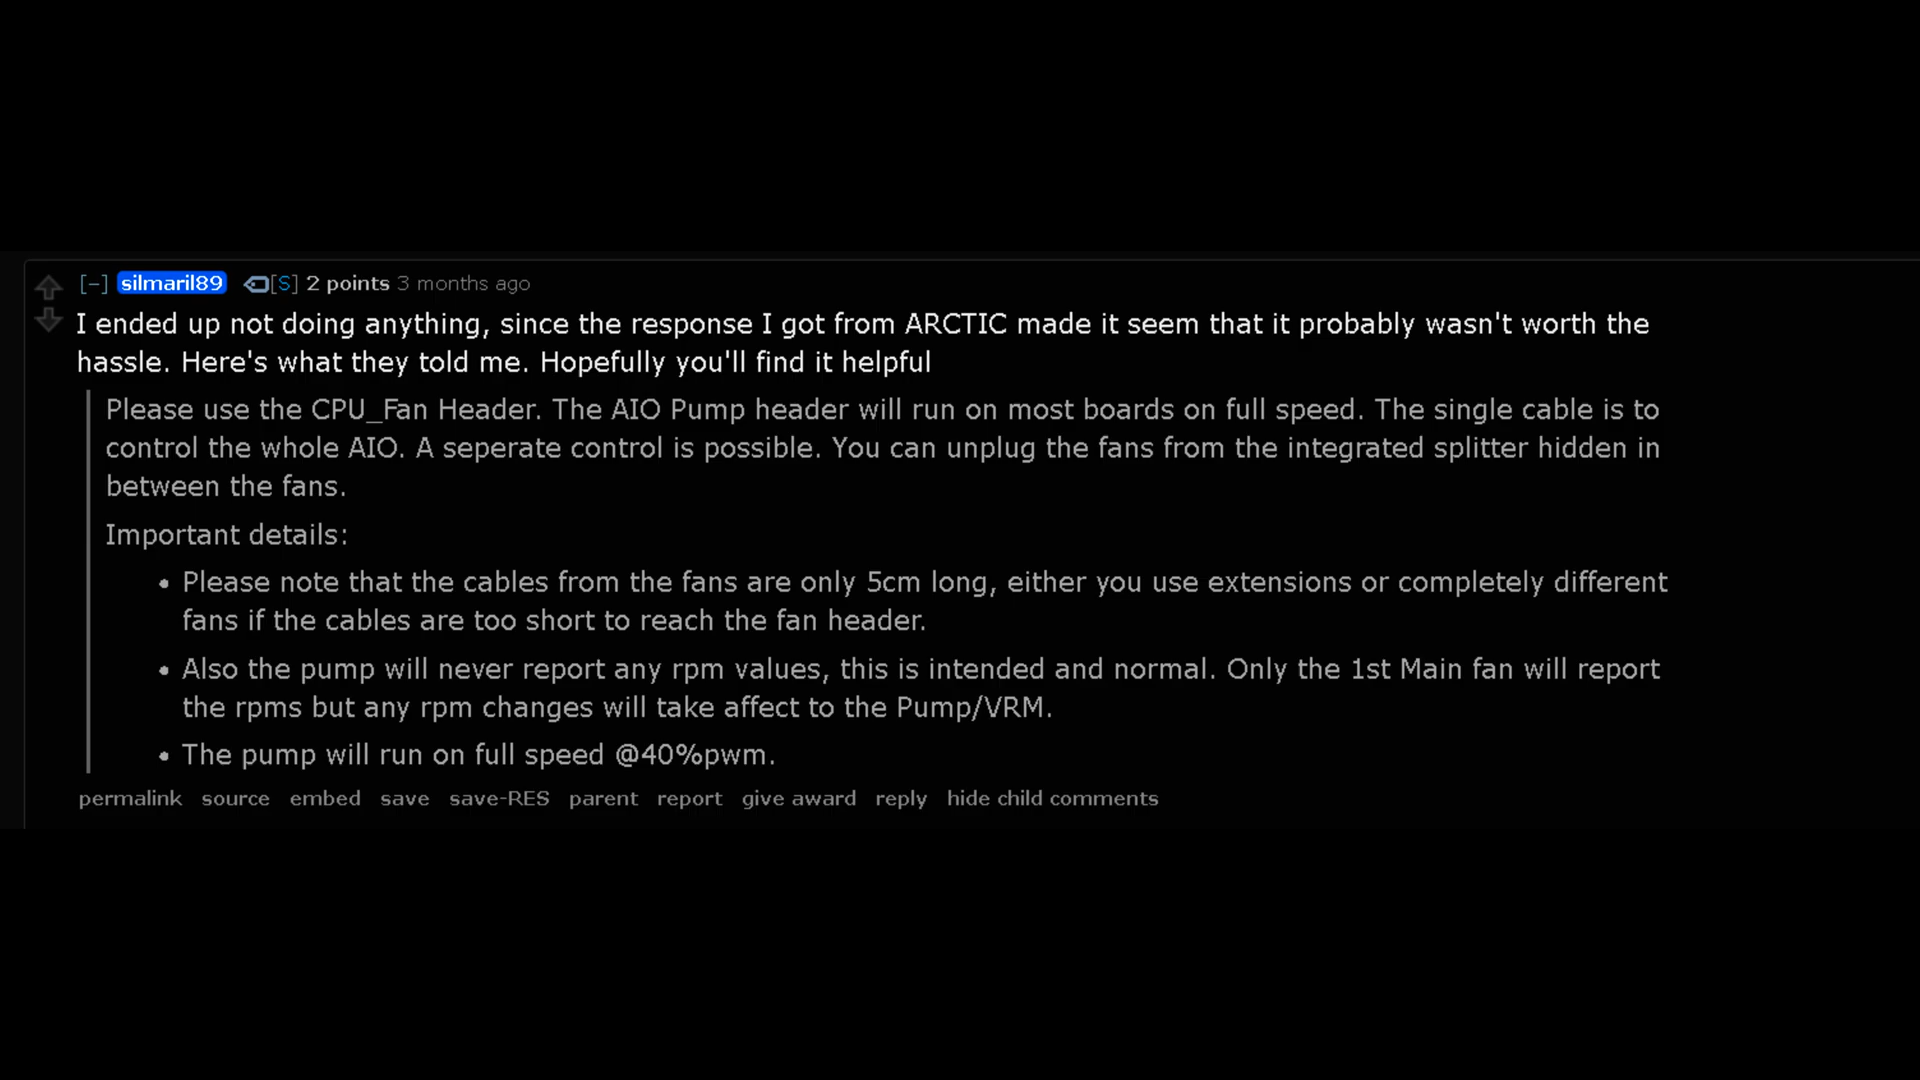 [–] silmaril89 [S] 2 points 3 months ago
I ended up not doing anything, since the response I got from ARCTIC made it seem that it probably wasn't worth the
hassle. Here's what they told me. Hopefully you'll find it helpful
Please use the CPU_Fan Header. The AIO Pump header will run on most boards on full speed. The single cable is to
control the whole AIO. A seperate control is possible. You can unplug the fans from the integrated splitter hidden in
between the fans.
Important details:
• Please note that the cables from the fans are only 5cm long, either you use extensions or completely different
fans if the cables are too short to reach the fan header.
• Also the pump will never report any rpm values, this is intended and normal. Only the 1st Main fan will report
the rpms but any rpm changes will take affect to the Pump/VRM.
• The pump will run on full speed @40%pwm.
permalink source embed save save-RES parent report give award reply hide child comments